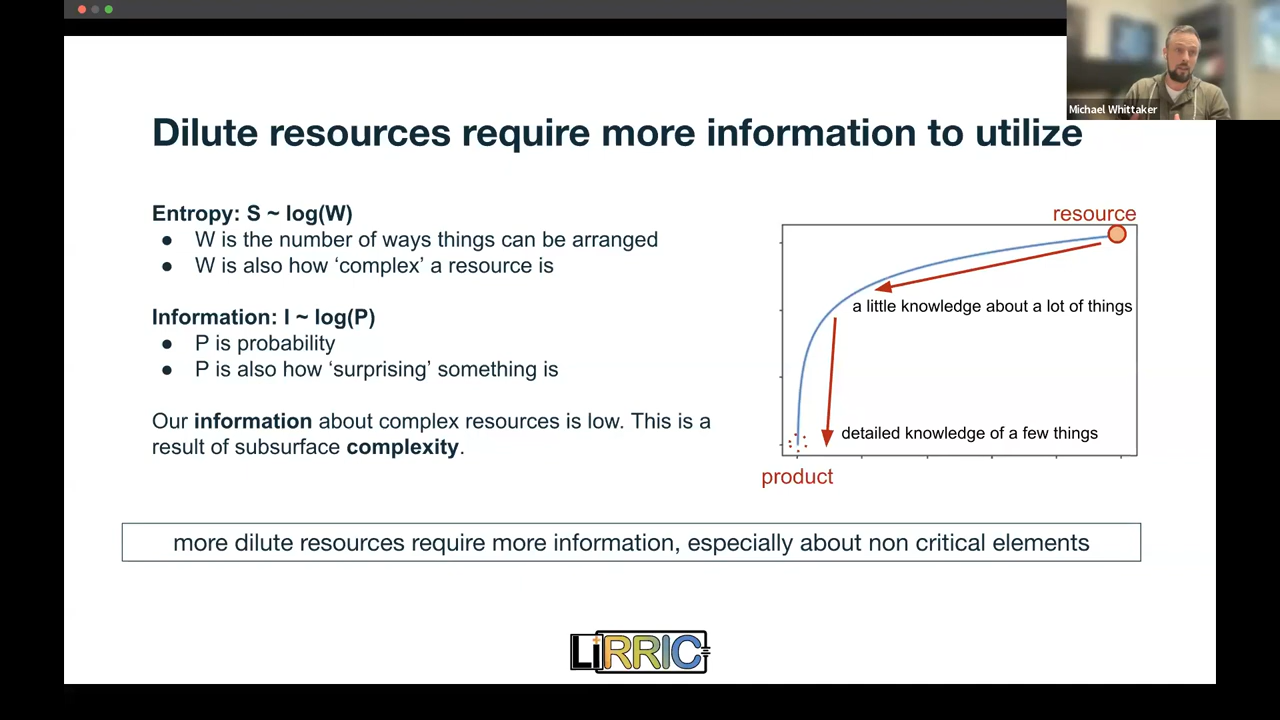 Michael Whittaker
Dilute resources require more information to utilize
Entropy: S ~ log(W)
● W is the number of ways things can be arranged
● W is also how ‘complex’ a resource is
Information: I ~ log(P)
● P is probability
● P is also how ‘surprising’ something is
Our information about complex resources is low. This is a
result of subsurface complexity.
resource
a little knowledge about a lot of things
detailed knowledge of a few things
product
more dilute resources require more information, especially about non critical elements
LiRRIC